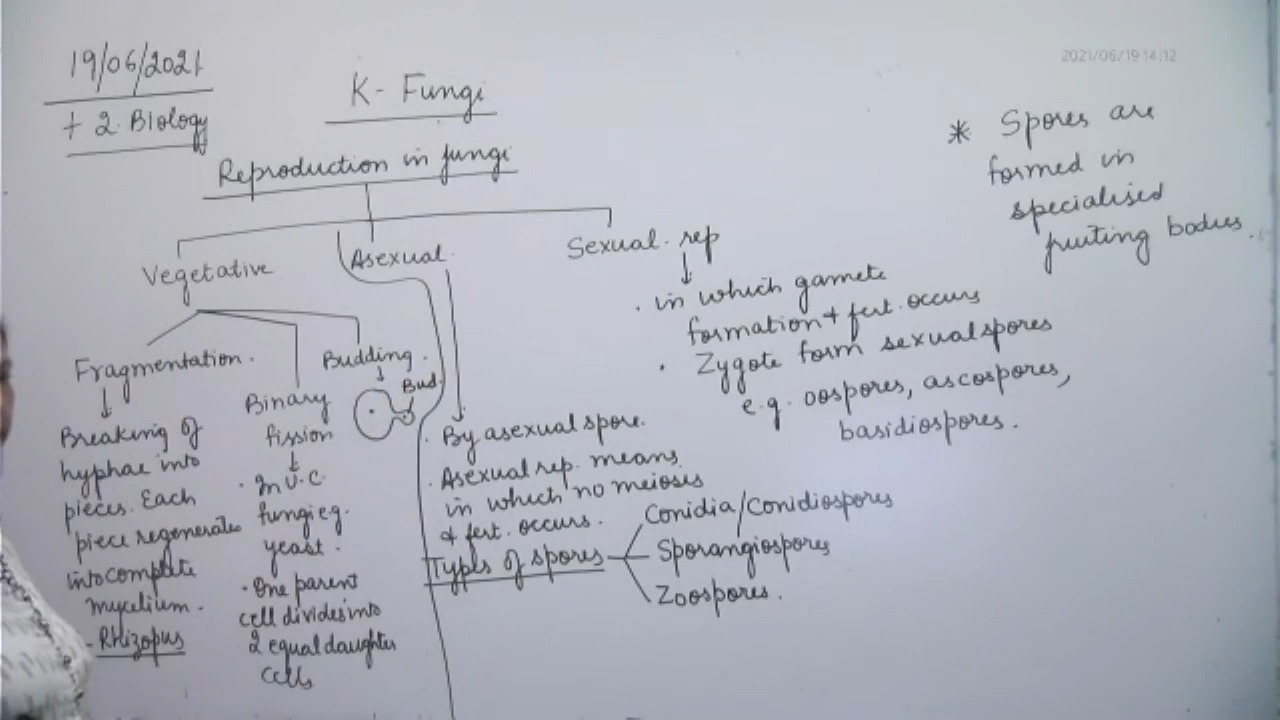 19/06/2021
+ 2 Biology
K- Fungi
2021/06/19 14:12
Reproduction in fungi
Vegetative
Fragmentation.
Breaking of
hyphae into
pieces. Each
piece regenerates
into complete
mycelium.
- Rhizopus
Binary
fission
· In U.C.
fungi e.g.
yeast.
· One parent
cell divides into
2 equal daughter
cells
Budding.
Bud
Asexual.
· By asexual spore.
· Asexual rep. means
in which no meioses
& fert. occurs.
Types of spores
Conidia/Conidiospores
Sporangiospores
Zoospores.
Sexual rep
· in which gamete
formation + fert. occurs
· Zygote form sexual spores
e.g. oospores, ascospores,
basidiospores.
* Spores are
formed in
specialised
fruiting bodies.